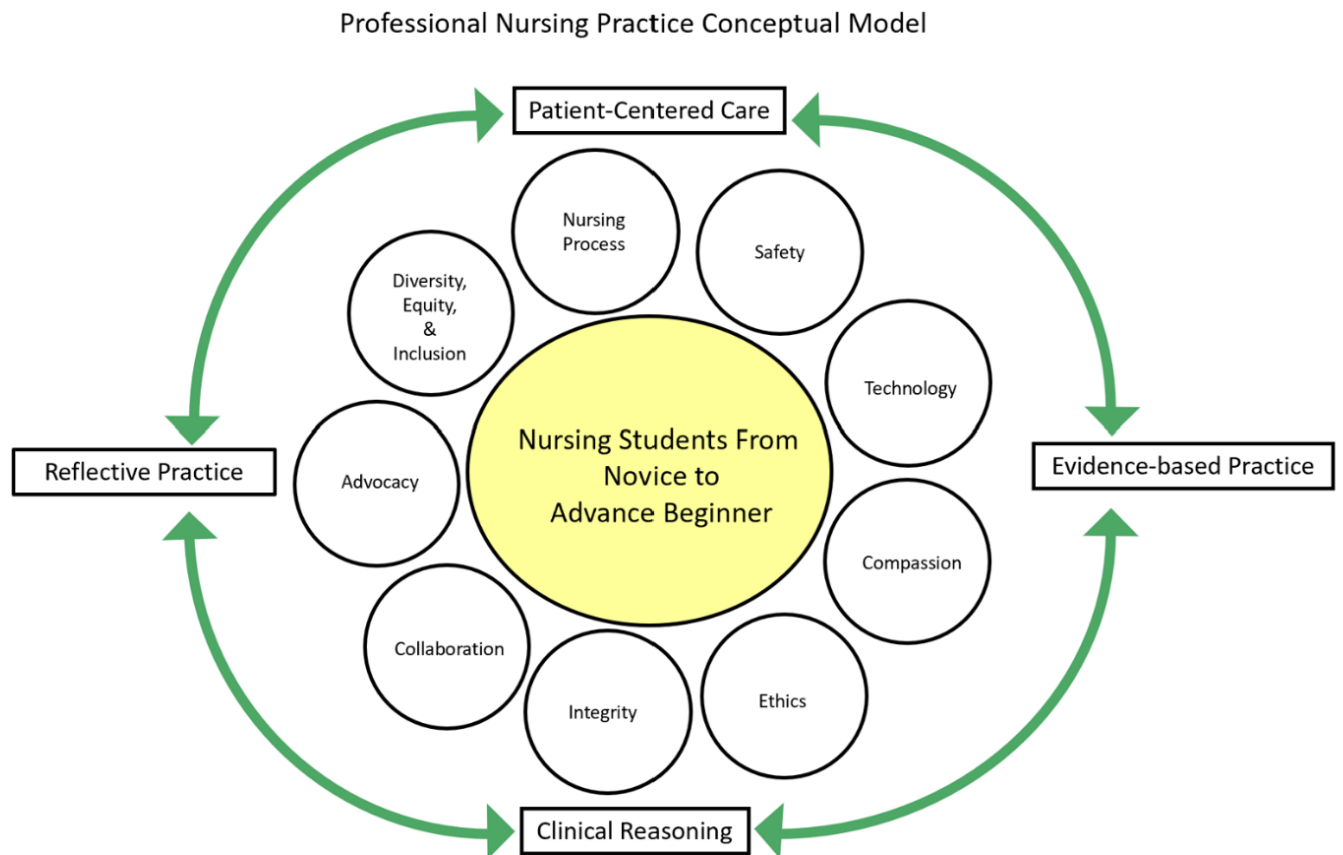 Professional Nursing Practice Conceptual Model
Patient-Centered Care
Nursing
Process
Safety
Diversity,
Equity,
&
Inclusion
Technology
Nursing Students From
Novice to
Advance Beginner
Reflective Practice
Advocacy
Evidence-based Practice
Compassion
Collaboration
Ethics
Integrity
Clinical Reasoning